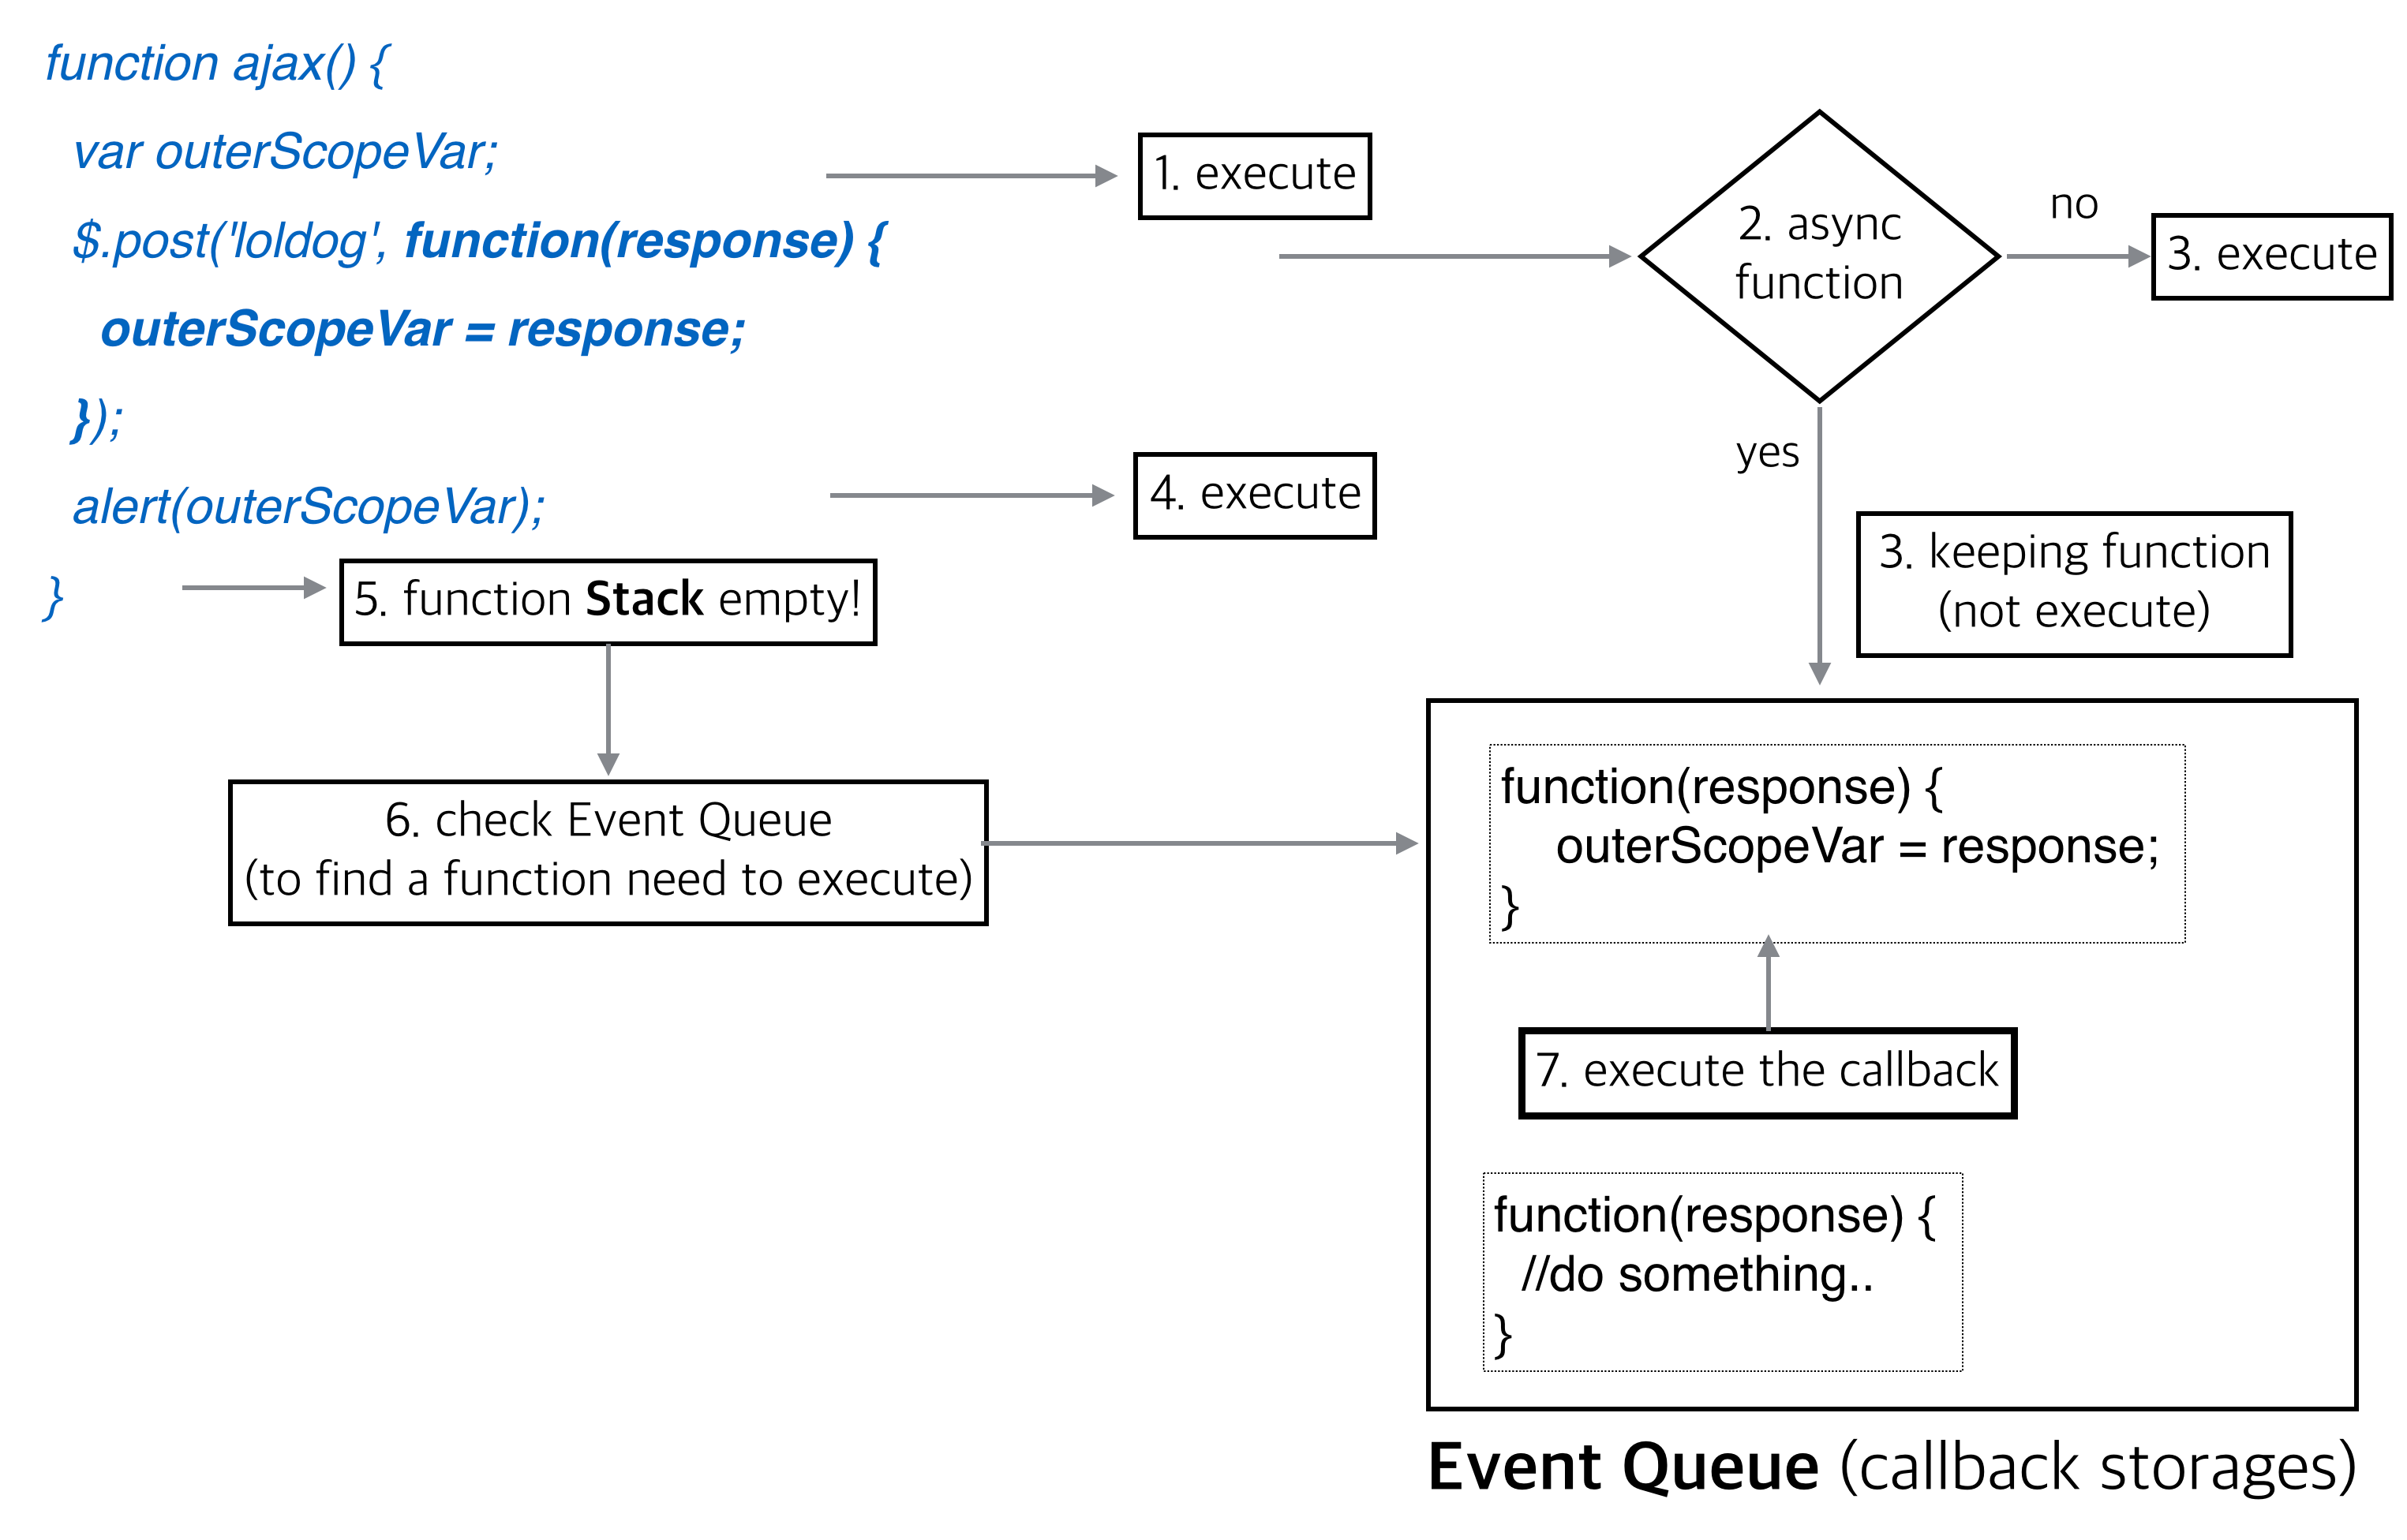 function ajax() {
var outerScopeVar;
$.post('loldog', function(response) {
outerScopeVar = response;
});
alert(outerScopeVar);
}
1. execute
2. async
function
no
3. execute
yes
3. keeping function
(not execute)
4. execute
5. function Stack empty!
6. check Event Queue
(to find a function need to execute)
function(response) {
outerScopeVar = response;
}
7. execute the callback
function(response) {
//do something..
}
Event Queue (callback storages)